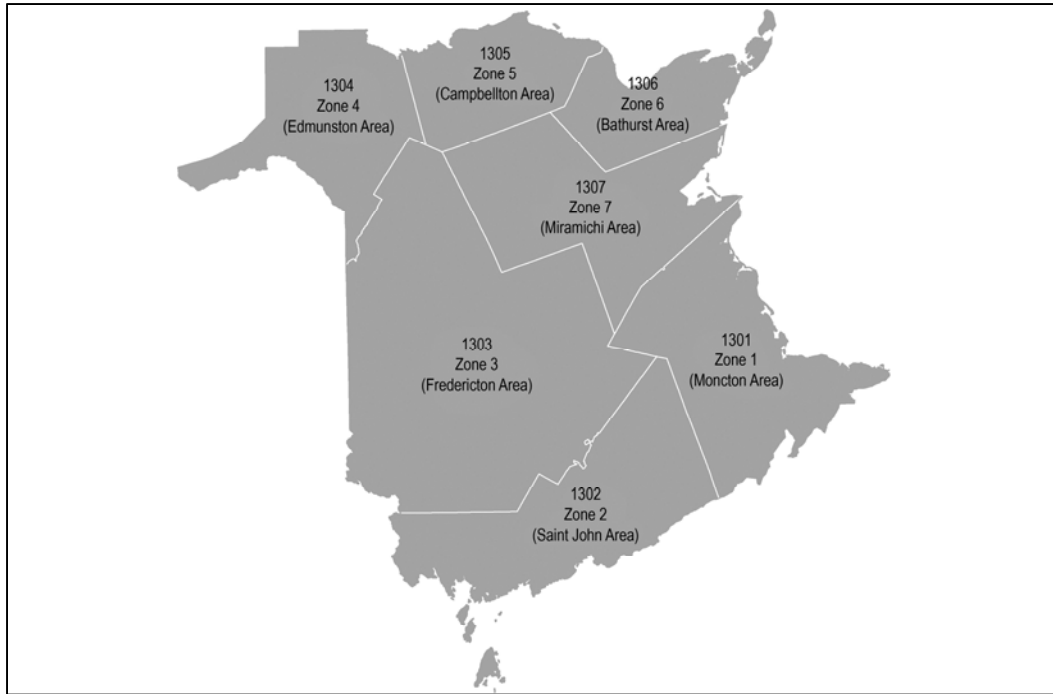 1305
Zone 5
(Campbellton Area)
1304
Zone 4
(Edmunston Area)
1306
Zone 6
(Bathurst Area)
1307
Zone 7
(Miramichi Area)
1303
Zone 3
(Fredericton Area)
1301
Zone 1
(Moncton Area)
1302
Zone 2
(Saint John Area)